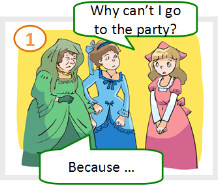 1
Why can't I go
to the party?
Because ...